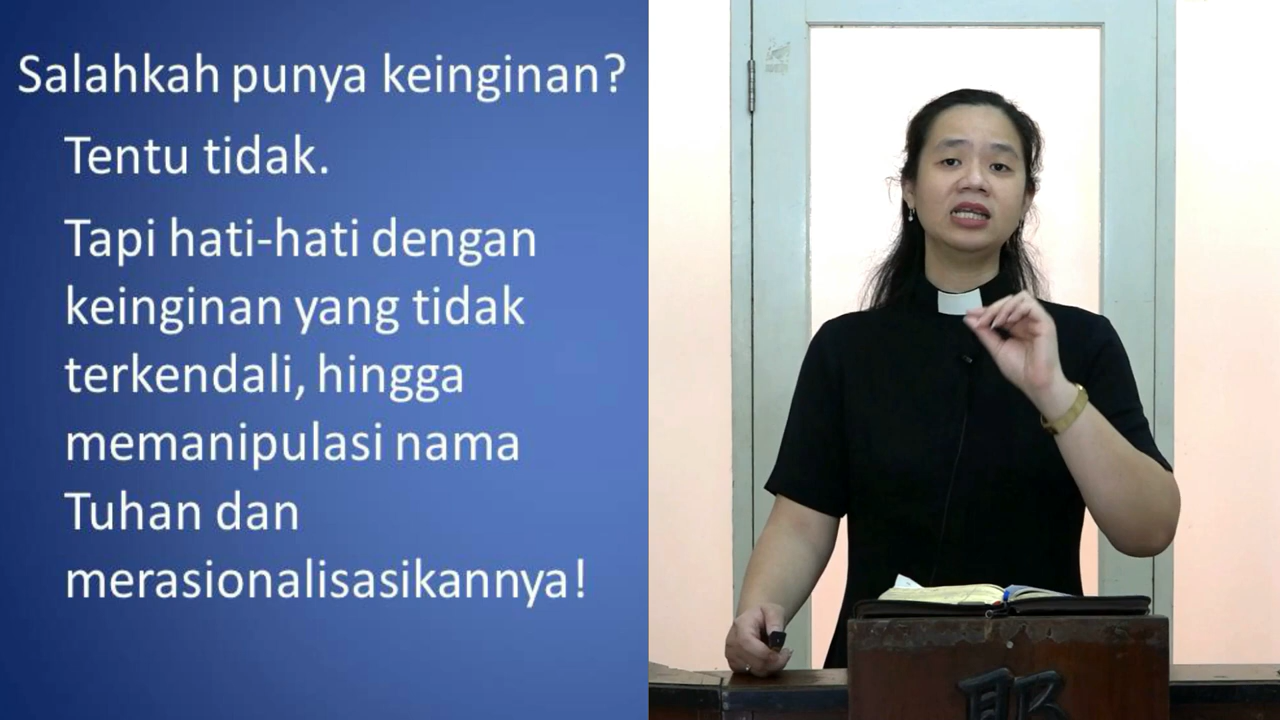 Salahkah punya keinginan?
Tentu tidak.
Tapi hati-hati dengan
keinginan yang tidak
terkendali, hingga
memanipulasi nama
Tuhan dan
merasionalisasikannya!
耶